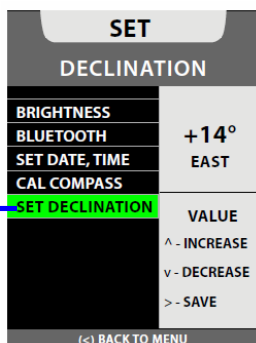 SET
DECLINATION
BRIGHTNESS
BLUETOOTH
SET DATE, TIME
CAL COMPASS
SET DECLINATION
+14°
EAST
VALUE
^ - INCREASE
v - DECREASE
> - SAVE
(<) BACK TO MENU